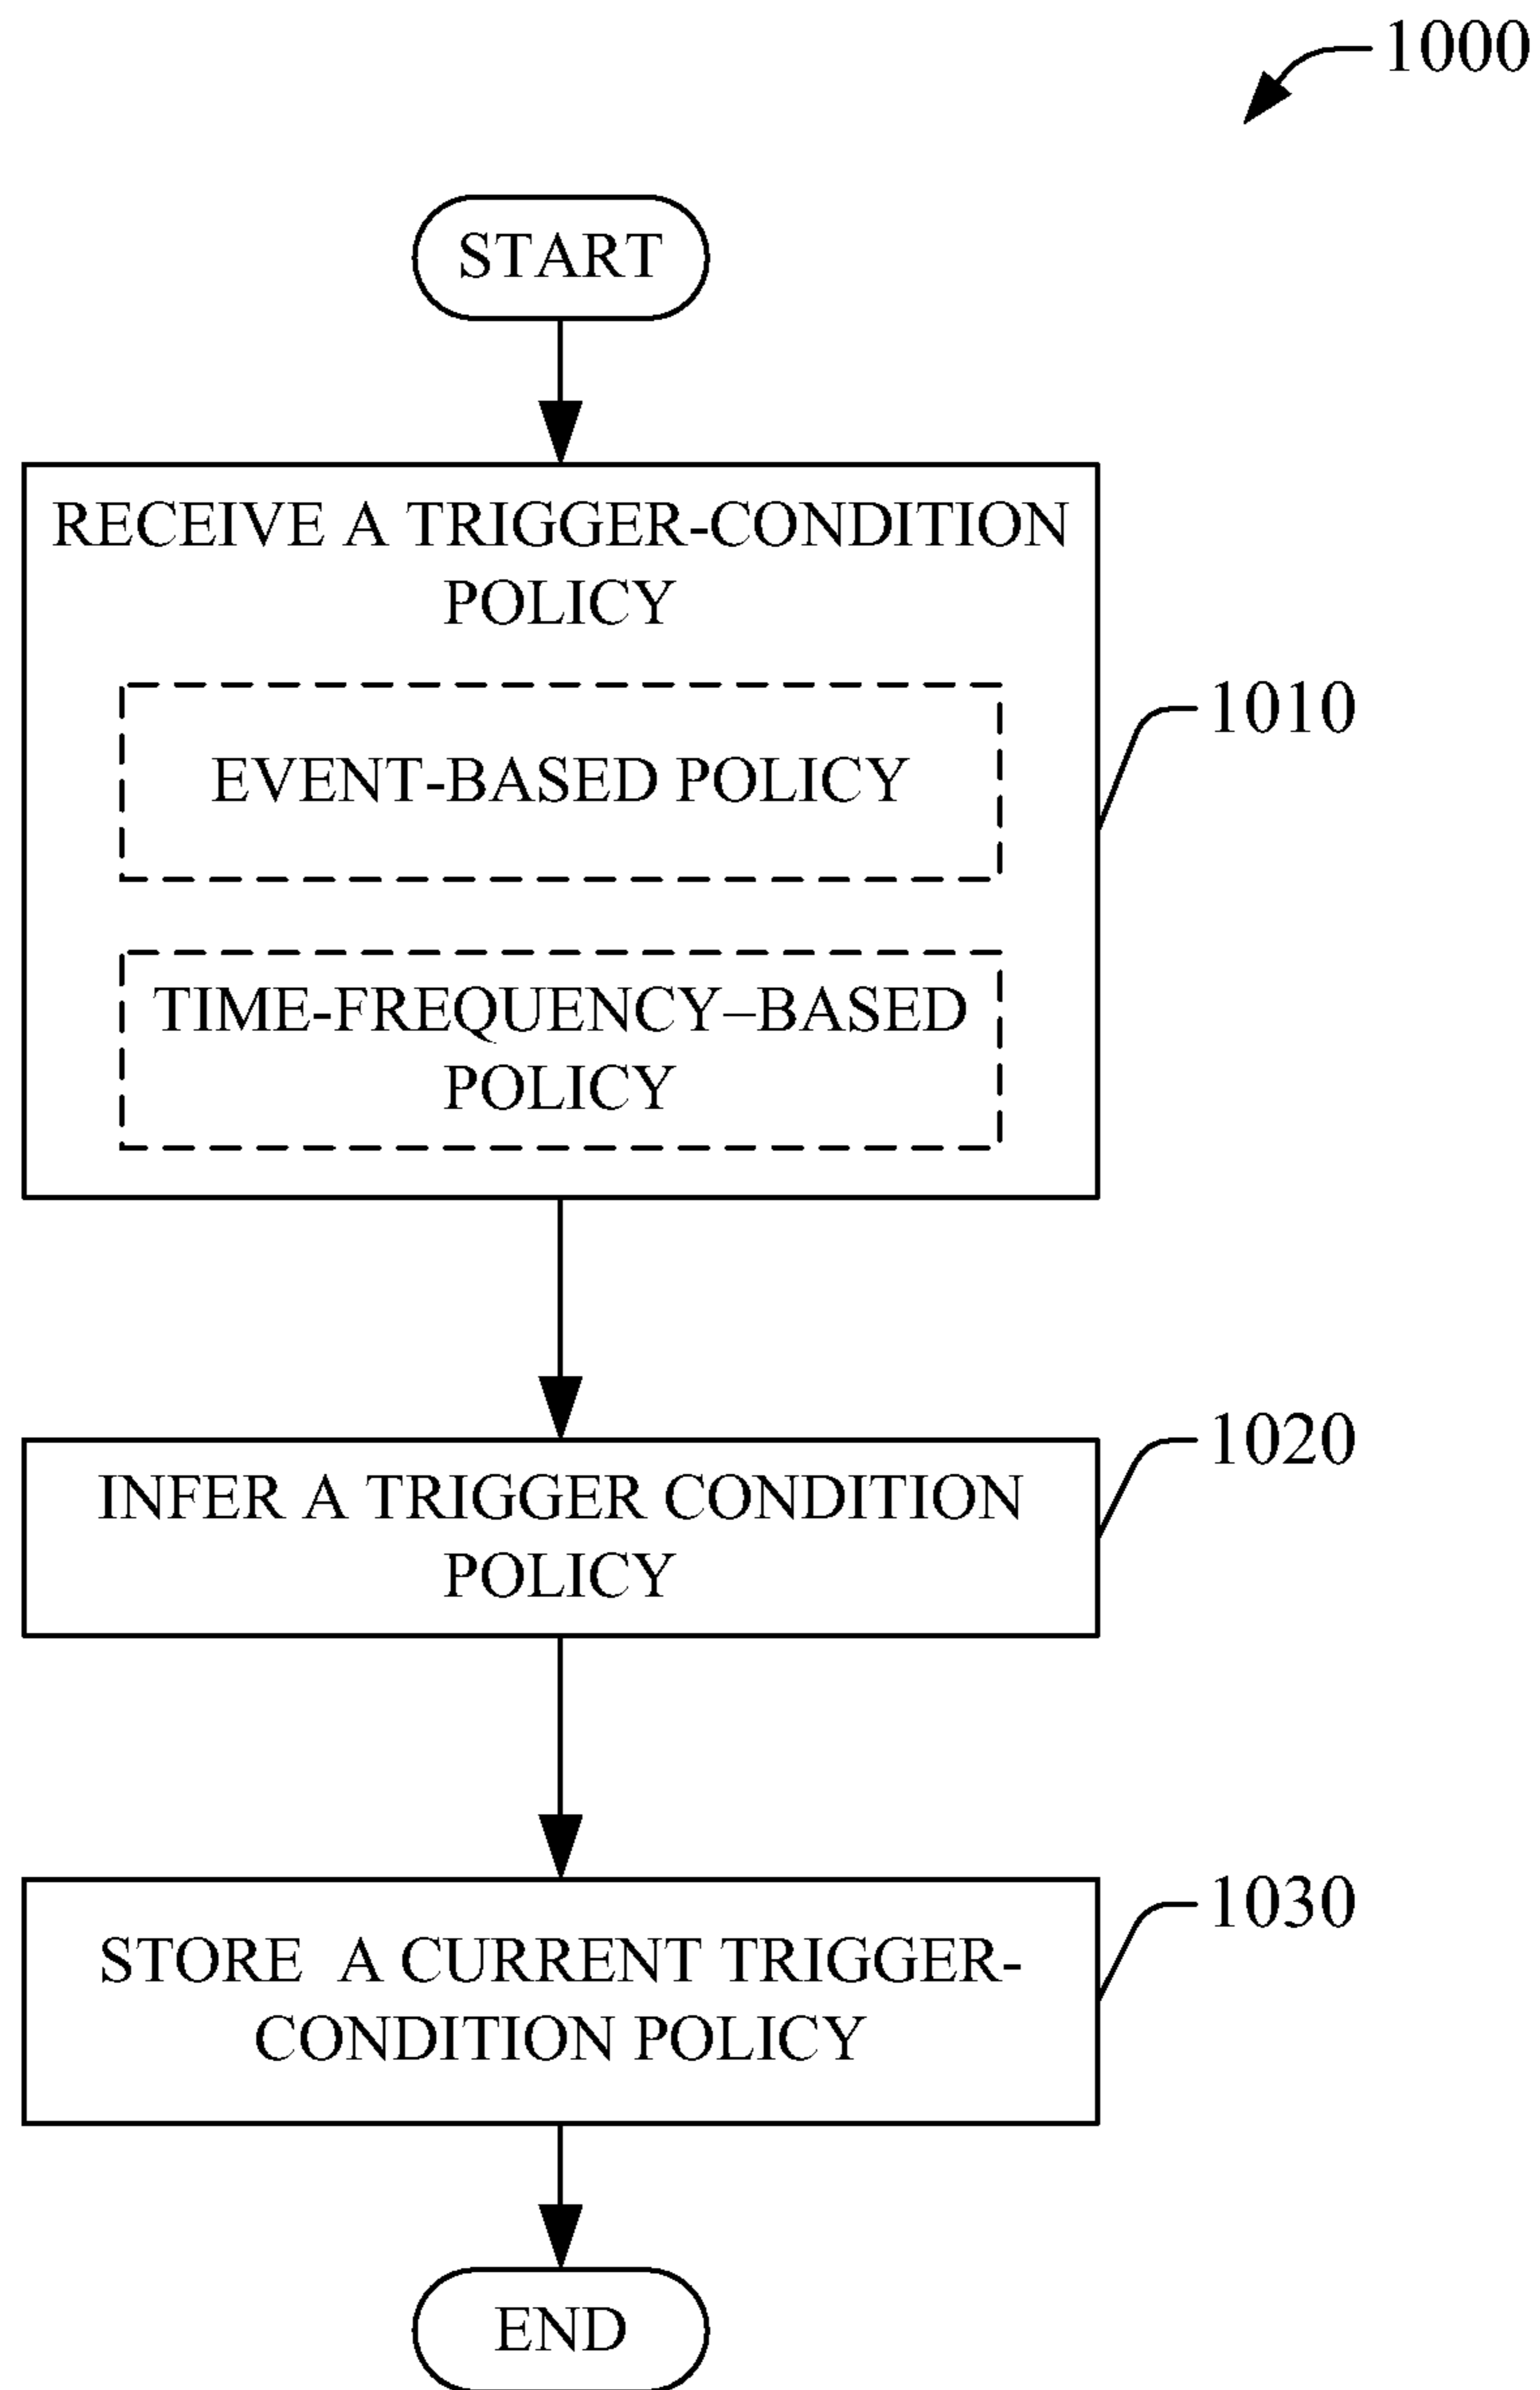 1000
START
RECEIVE A TRIGGER-CONDITION
POLICY
1010
EVENT-BASED POLICY
TIME-FREQUENCY–BASED
POLICY
1020
INFER A TRIGGER CONDITION
POLICY
1030
STORE A CURRENT TRIGGER-
CONDITION POLICY
END